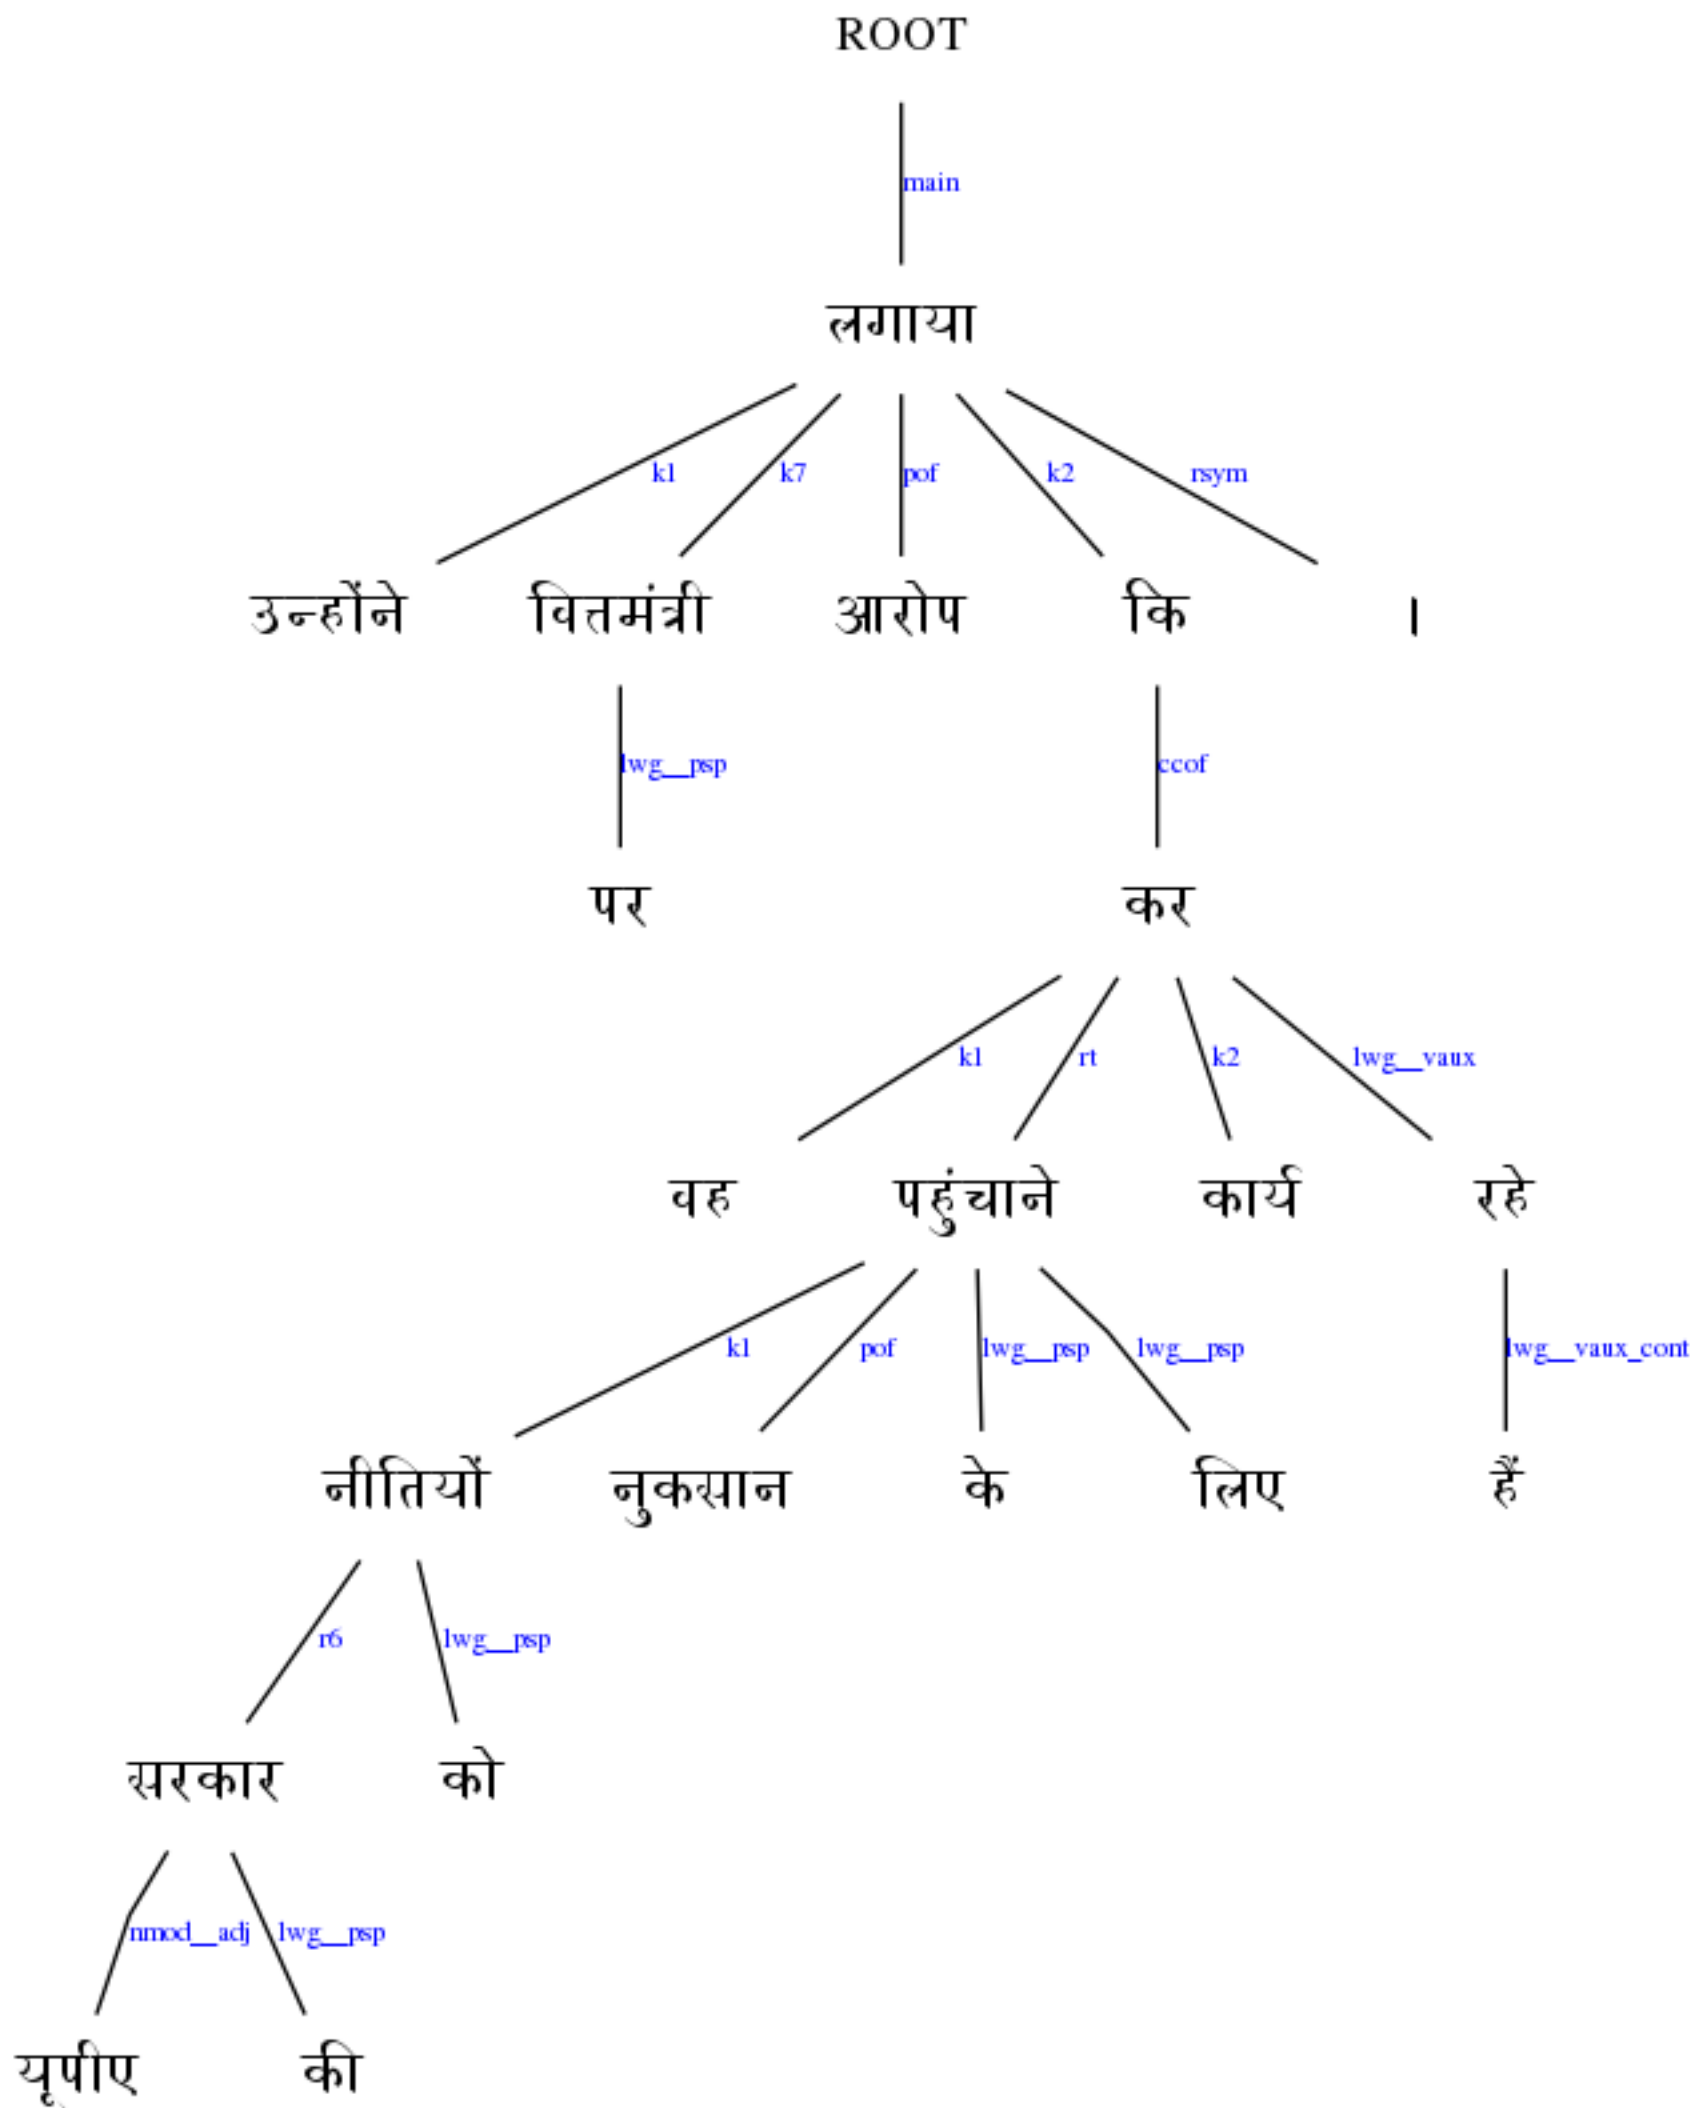 ROOT
main
लगाया
k1 k7 pof k2 rsym
उन्होंने वित्तमंत्री आरोप कि ।
lwg__psp ccof
पर कर
k1 rt k2 lwg__vaux
वह पहुंचाने कार्य रहे
k1 pof lwg__psp lwg__psp lwg__vaux_cont
नीतियों नुकसान के लिए हैं
r6 lwg__psp
सरकार को
nmod__adj lwg__psp
यूपीए की